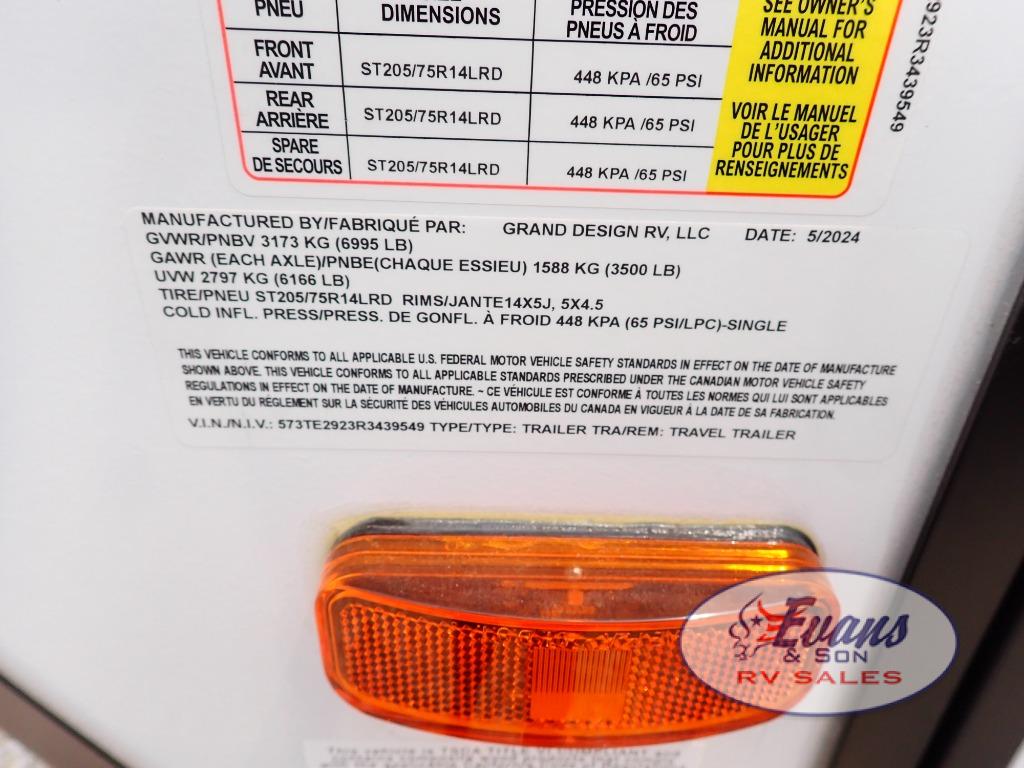 PNEU
DIMENSIONS
PRESSION DES
PNEUS À FROID
FRONT
AVANT
ST205/75R14LRD
448 KPA /65 PSI
REAR
ARRIÈRE
ST205/75R14LRD
448 KPA /65 PSI
SPARE
DE SECOURS
ST205/75R14LRD
448 KPA /65 PSI
SEE OWNER'S
MANUAL FOR
ADDITIONAL
INFORMATION
VOIR LE MANUEL
DE L'USAGER
POUR PLUS DE
RENSEIGNEMENTS
923R3439549
MANUFACTURED BY/FABRIQUÉ PAR: GRAND DESIGN RV, LLC DATE: 5/2024
GVWR/PNBV 3173 KG (6995 LB)
GAWR (EACH AXLE)/PNBE(CHAQUE ESSIEU) 1588 KG (3500 LB)
UVW 2797 KG (6166 LB)
TIRE/PNEU ST205/75R14LRD RIMS/JANTE14X5J, 5X4.5
COLD INFL. PRESS/PRESS. DE GONFL. À FROID 448 KPA (65 PSI/LPC)-SINGLE
THIS VEHICLE CONFORMS TO ALL APPLICABLE U.S. FEDERAL MOTOR VEHICLE SAFETY STANDARDS IN EFFECT ON THE DATE OF MANUFACTURE
SHOWN ABOVE. THIS VEHICLE CONFORMS TO ALL APPLICABLE STANDARDS PRESCRIBED UNDER THE CANADIAN MOTOR VEHICLE SAFETY
REGULATIONS IN EFFECT ON THE DATE OF MANUFACTURE. ~ CE VÉHICULE EST CONFORME À TOUTES LES NORMES QUI LUI SONT APPLICABLES
EN VERTU DU RÉGLEMENT SUR LA SÉCURITÉ DES VÉHICULES AUTOMOBILES DU CANADA EN VIGUEUR À LA DATE DE SA FABRICATION.
V.I.N./N.I.V.: 573TE2923R3439549 TYPE/TYPE: TRAILER TRA/REM: TRAVEL TRAILER
Evans
& SON
RV SALES
This vehicle is TSCA TITLE VI COMPLIANT and